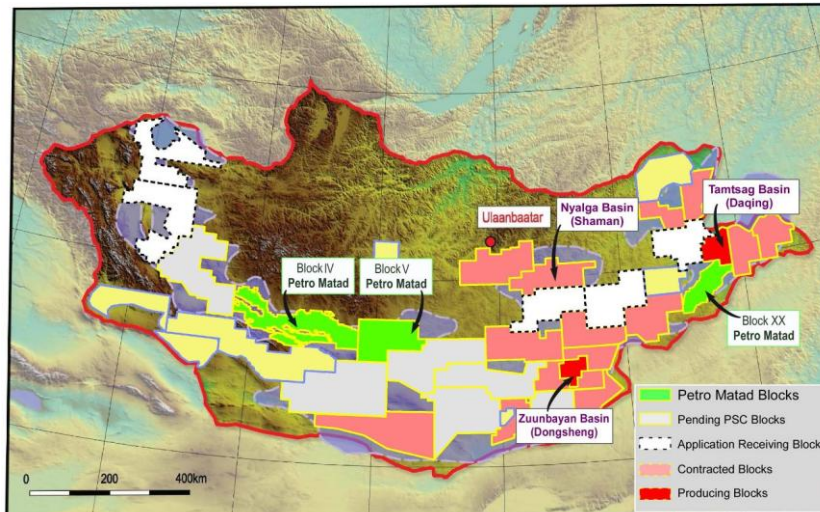 Ulaanbaatar
Nyalga Basin
(Shaman)
Tamtsag Basin
(Daqing)
Block IV
Petro Matad
Block V
Petro Matad
Block XX
Petro Matad
Zuunbayan Basin
(Dongsheng)
0
200
400km
Petro Matad Blocks
Pending PSC Blocks
Application Receiving Block
Contracted Blocks
Producing Blocks